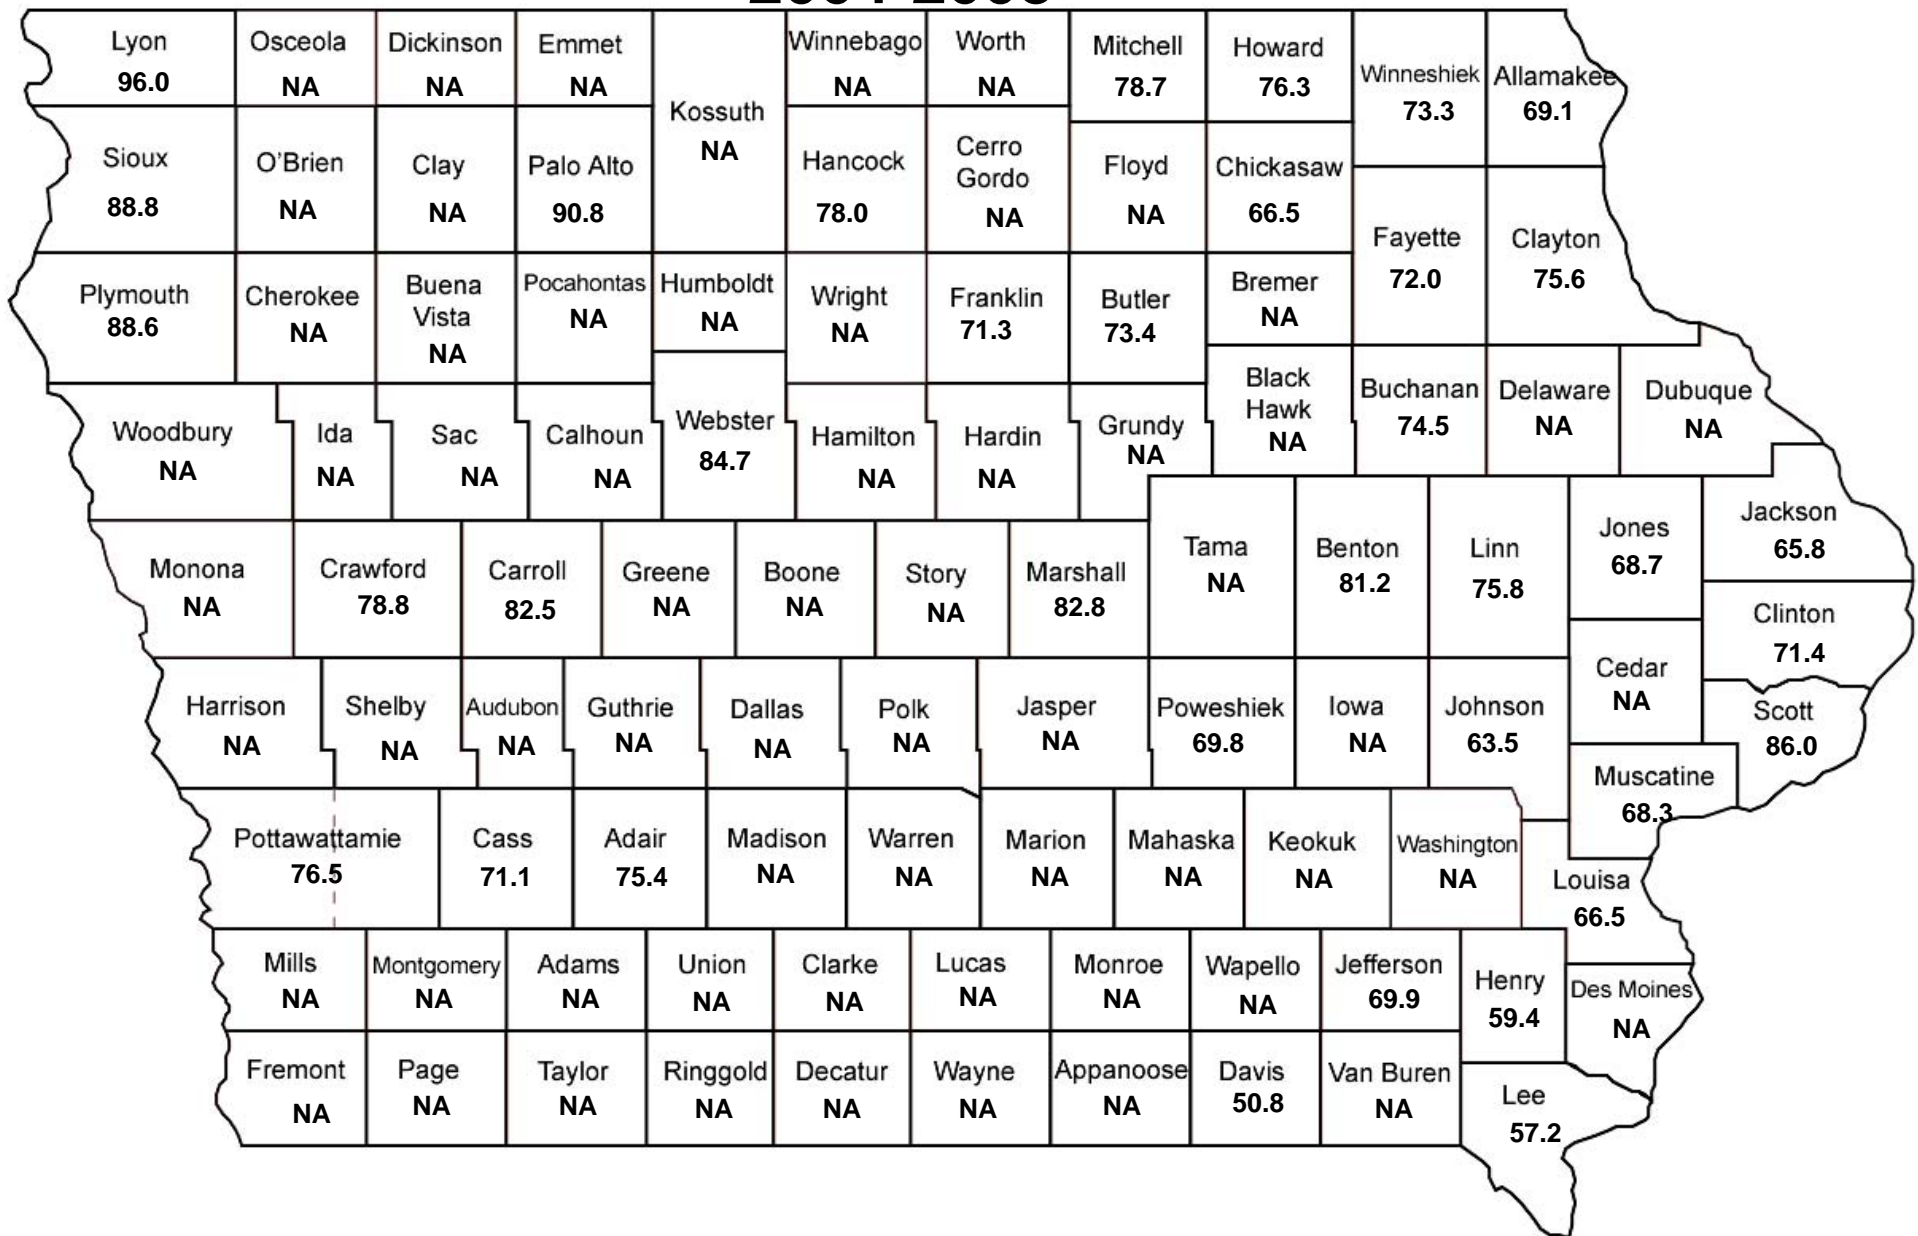 Lyon
96.0
Osceola
NA
Dickinson
NA
Emmet
NA
Kossuth
NA
Winnebago
NA
Worth
NA
Mitchell
78.7
Howard
76.3
Winneshiek
73.3
Allamakee
69.1
Sioux
88.8
O'Brien
NA
Clay
NA
Palo Alto
90.8
Hancock
78.0
Cerro
Gordo
NA
Floyd
NA
Chickasaw
66.5
Fayette
72.0
Clayton
75.6
Plymouth
88.6
Cherokee
NA
Buena
Vista
NA
Pocahontas
NA
Humboldt
NA
Wright
NA
Franklin
71.3
Butler
73.4
Bremer
NA
Woodbury
NA
Ida
NA
Sac
NA
Calhoun
NA
Webster
84.7
Hamilton
NA
Hardin
NA
Grundy
NA
Black
Hawk
NA
Buchanan
74.5
Delaware
NA
Dubuque
NA
Monona
NA
Crawford
78.8
Carroll
82.5
Greene
NA
Boone
NA
Story
NA
Marshall
82.8
Tama
NA
Benton
81.2
Linn
75.8
Jones
68.7
Jackson
65.8
Clinton
71.4
Harrison
NA
Shelby
NA
Audubon
NA
Guthrie
NA
Dallas
NA
Polk
NA
Jasper
NA
Poweshiek
69.8
Iowa
NA
Johnson
63.5
Cedar
NA
Scott
86.0
Muscatine
68.3
Pottawattamie
76.5
Cass
71.1
Adair
75.4
Madison
NA
Warren
NA
Marion
NA
Mahaska
NA
Keokuk
NA
Washington
NA
Louisa
66.5
Mills
NA
Montgomery
NA
Adams
NA
Union
NA
Clarke
NA
Lucas
NA
Monroe
NA
Wapello
NA
Jefferson
69.9
Henry
59.4
Des Moines
NA
Fremont
NA
Page
NA
Taylor
NA
Ringgold
NA
Decatur
NA
Wayne
NA
Appanoose
NA
Davis
50.8
Van Buren
NA
Lee
57.2